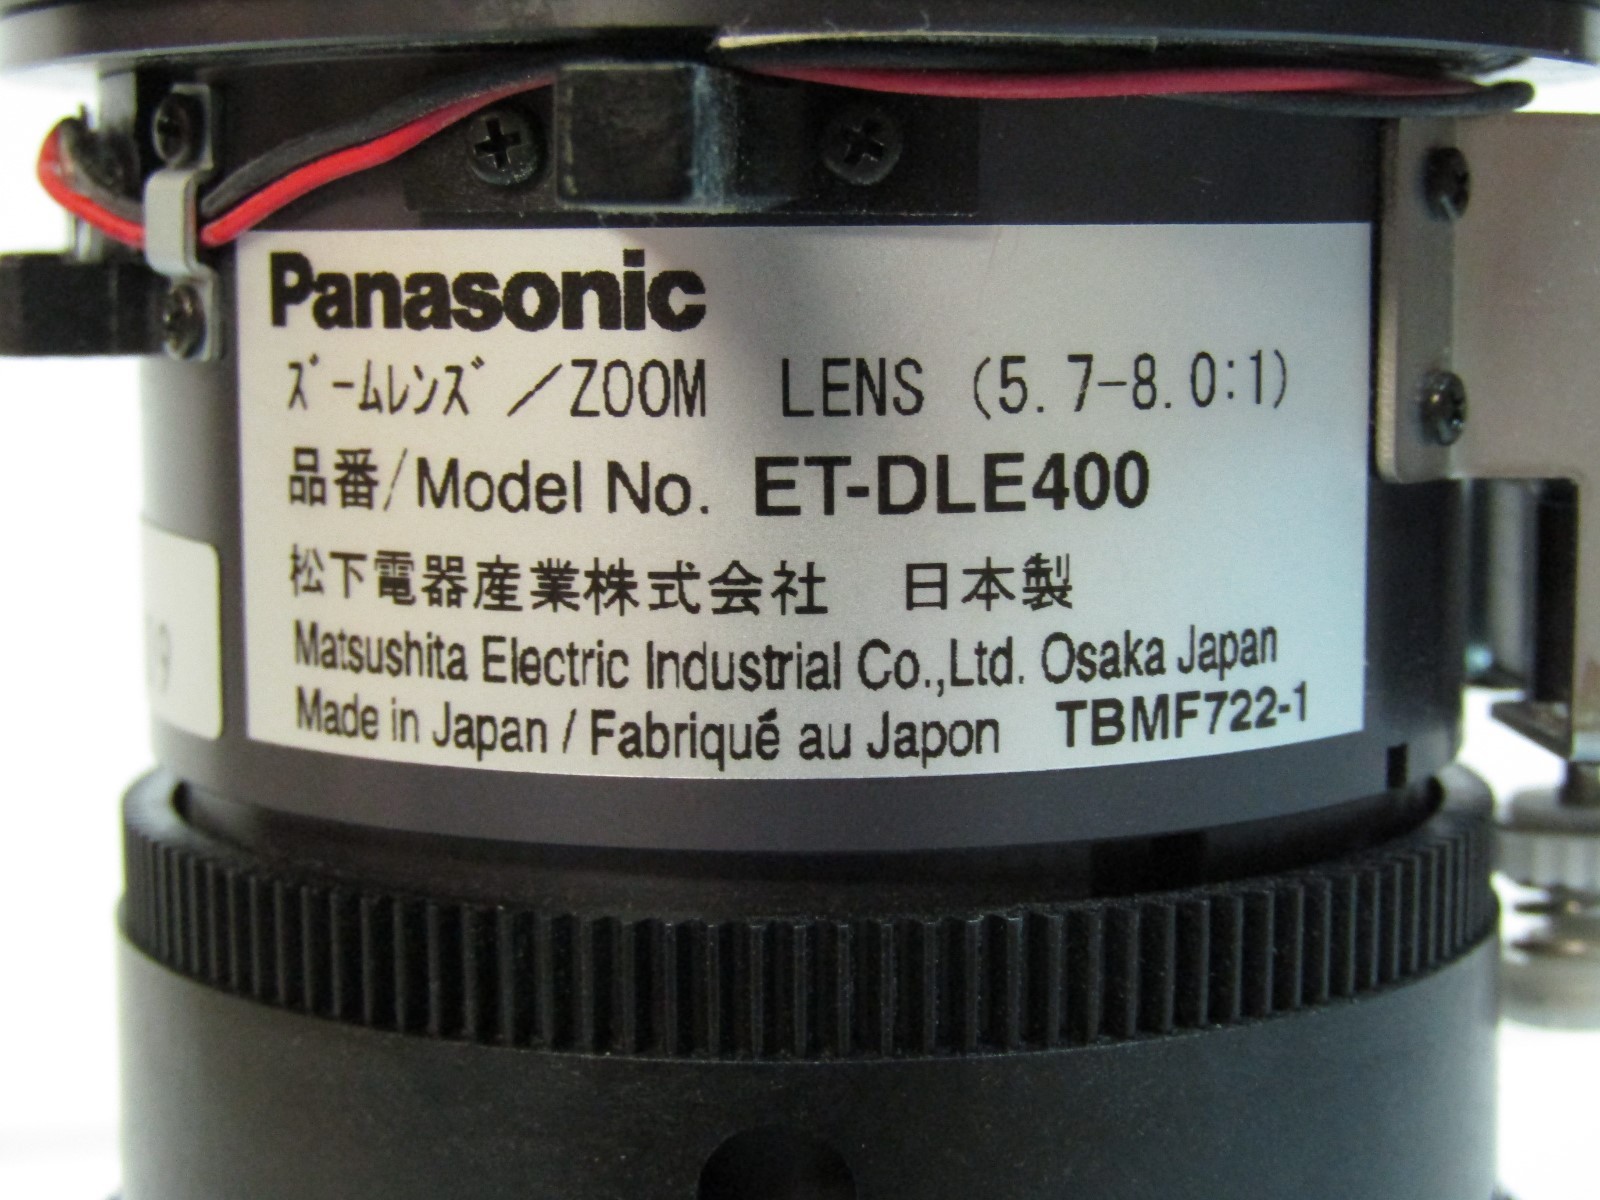 Panasonic
ズームレンズ／ZOOM LENS (5.7-8.0:1)
品番/Model No. ET-DLE400
松下電器産業株式会社 日本製
Matsushita Electric Industrial Co.,Ltd. Osaka Japan
Made in Japan / Fabriqué au Japon TBMF722-1